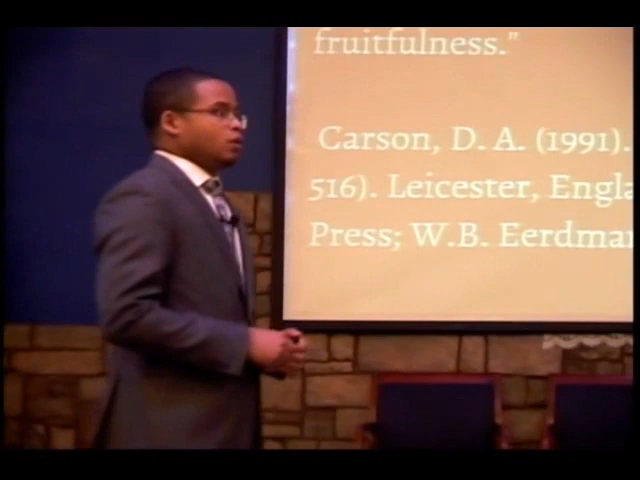 fruitfulness."
Carson, D. A. (1991).
516). Leicester, Engla
Press; W.B. Eerdma